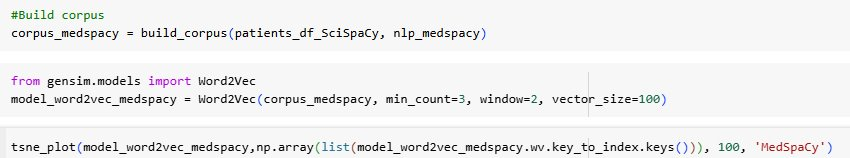 #Build corpus
corpus_medspacy = build_corpus(patients_df_SciSpaCy, nlp_medspacy)
from gensim.models import Word2Vec
model_word2vec_medspacy = Word2Vec(corpus_medspacy, min_count=3, window=2, vector_size=100)
tsne_plot(model_word2vec_medspacy,np.array(list(model_word2vec_medspacy.wv.key_to_index.keys())), 100, 'MedSpaCy')